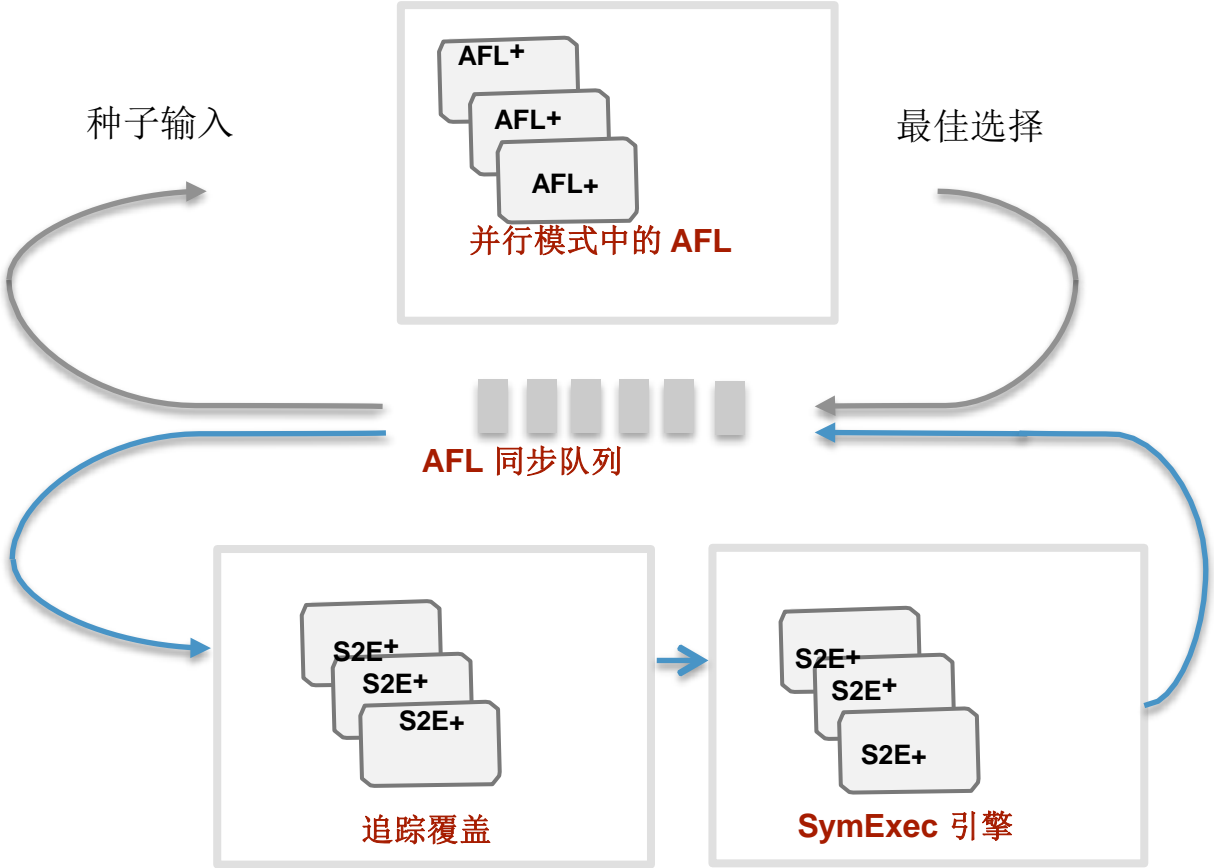 AFL+
AFL+
AFL+
种子输入
最佳选择
并行模式中的 AFL
AFL 同步队列
S2E+
S2E+
S2E+
追踪覆盖
S2E+
S2E+
S2E+
SymExec 引擎